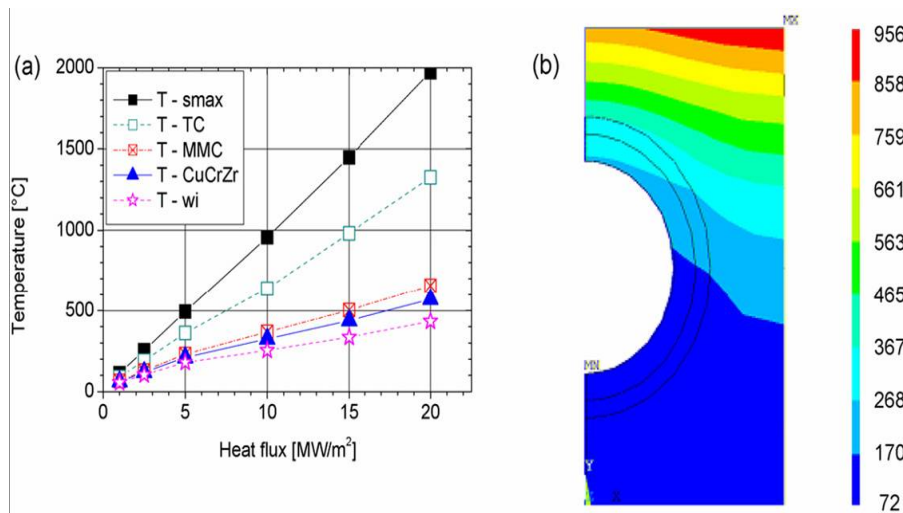 (a)
2000
1500
1000
500
0
Temperature [°C]
T - smax
T - TC
T - MMC
T - CuCrZr
T - wi
0 5 10 15 20
Heat flux [MW/m²]
(b)
MX
MN
Y
X
956
858
759
661
563
465
367
268
170
72